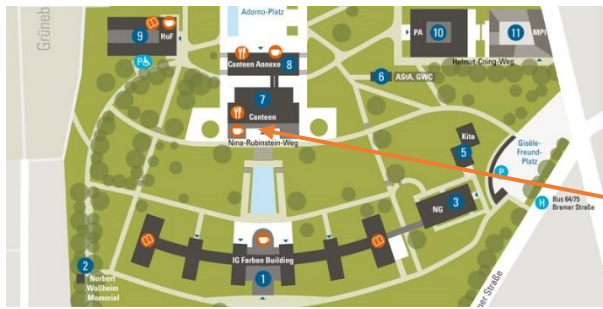 Grüneb
Adorno-Platz
9
HoF
P
Canteen Annexe
8
PA
10
11
MPI
Helmut-Coing-Weg
6
AStA, GWC
7
Canteen
Nina-Rubinstein-Weg
Kita
5
Gisèle-
Freund-
Platz
P
H
Bus 64/75
Bremer Straße
NG
3
IG Farben Building
1
2
Norbert
Wollheim
Memorial
mer Straße